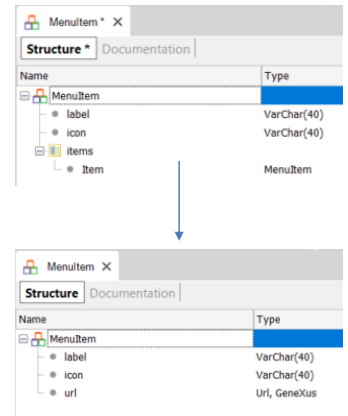 MenuItem * X
Structure * Documentation
Name Type
MenuItem
label VarChar(40)
icon VarChar(40)
items
Item MenuItem
MenuItem X
Structure Documentation
Name Type
MenuItem
label VarChar(40)
icon VarChar(40)
url Url, GeneXus